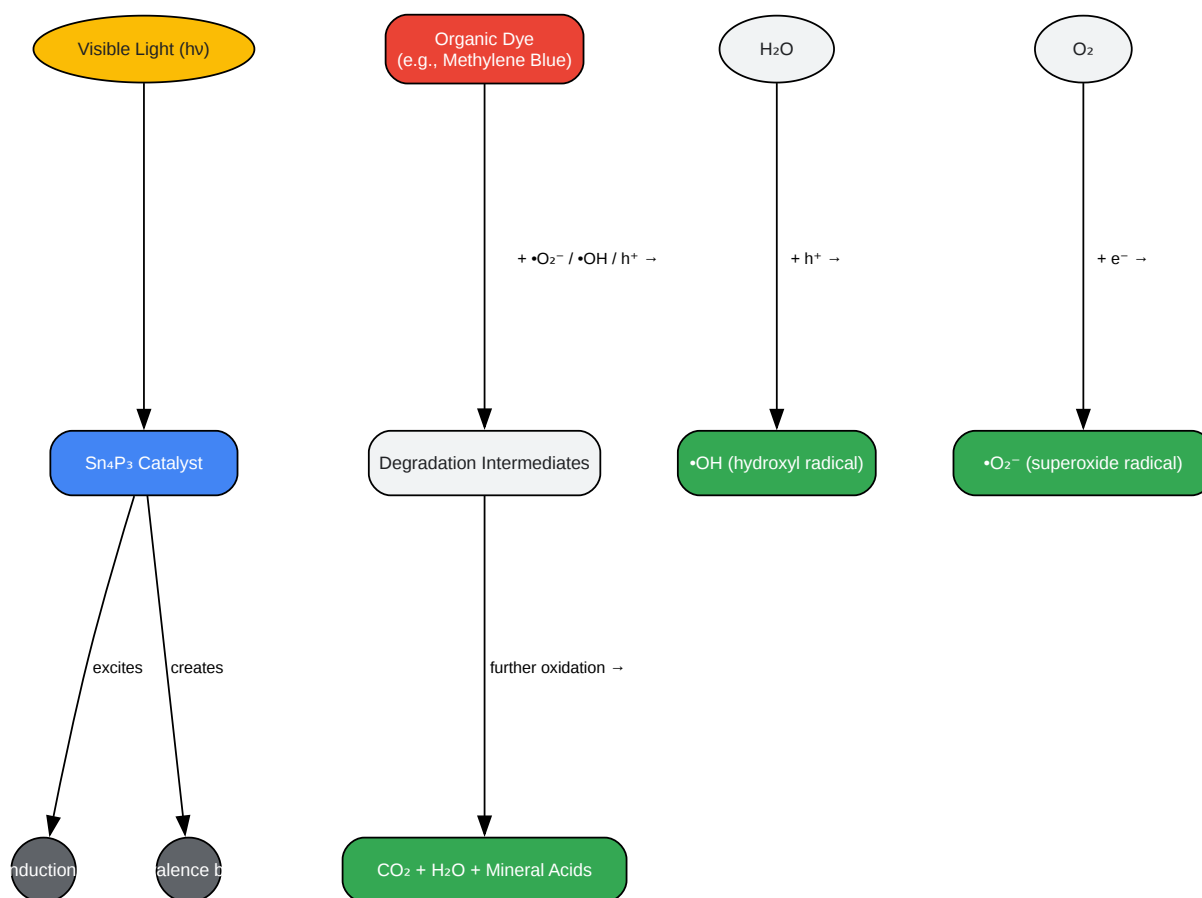 Visible Light (hν)
Organic Dye
(e.g., Methylene Blue)
H₂O
O₂
+ •O₂⁻ / •OH / h⁺ →
+ h⁺ →
+ e⁻ →
Sn₄P₃ Catalyst
Degradation Intermediates
•OH (hydroxyl radical)
•O₂⁻ (superoxide radical)
excites
creates
further oxidation →
CO₂ + H₂O + Mineral Acids